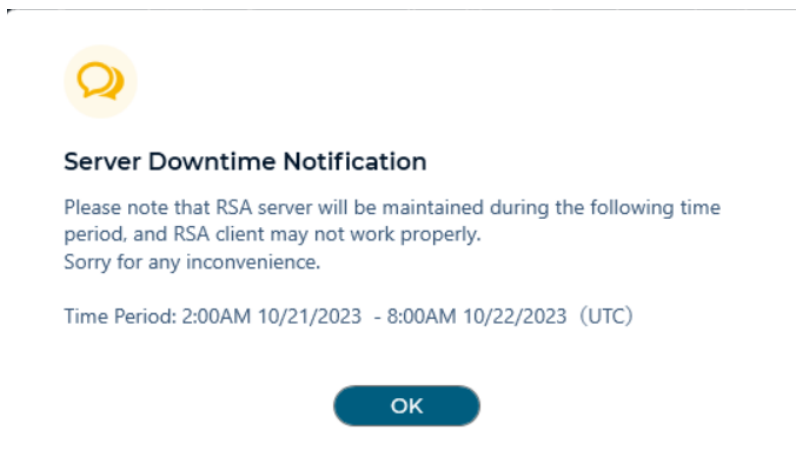 Server Downtime Notification
Please note that RSA server will be maintained during the following time
period, and RSA client may not work properly.
Sorry for any inconvenience.
Time Period: 2:00AM 10/21/2023  - 8:00AM 10/22/2023（UTC）
OK